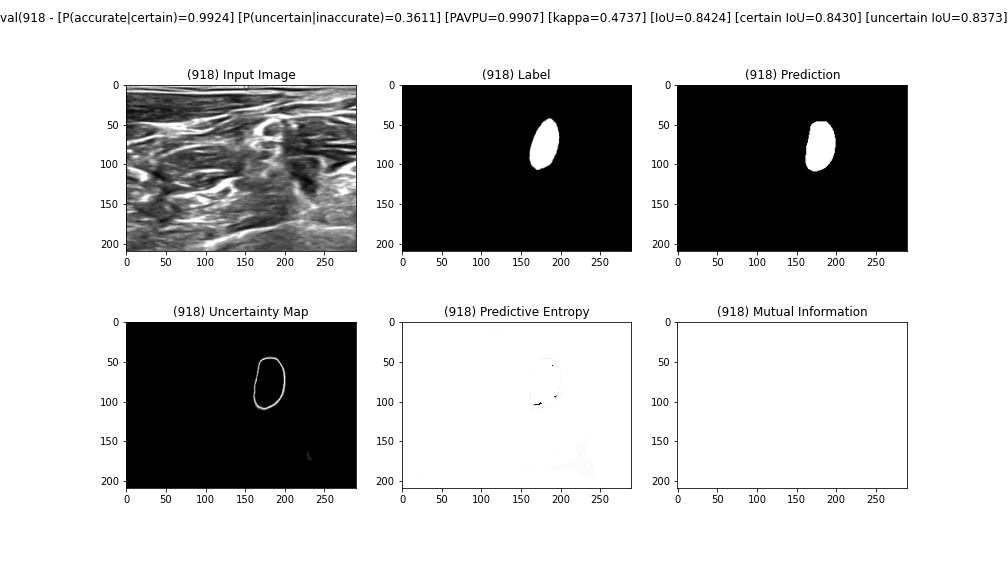 val(918 - [P(accurate|certain)=0.9924] [P(uncertain|inaccurate)=0.3611] [PAVPU=0.9907] [kappa=0.4737] [IoU=0.8424] [certain IoU=0.8430] [uncertain IoU=0.8373]
(918) Input Image
0
50
100
150
200
0 50 100 150 200 250
(918) Label
0
50
100
150
200
0 50 100 150 200 250
(918) Prediction
0
50
100
150
200
0 50 100 150 200 250
(918) Uncertainty Map
0
50
100
150
200
0 50 100 150 200 250
(918) Predictive Entropy
0
50
100
150
200
0 50 100 150 200 250
(918) Mutual Information
0
50
100
150
200
0 50 100 150 200 250